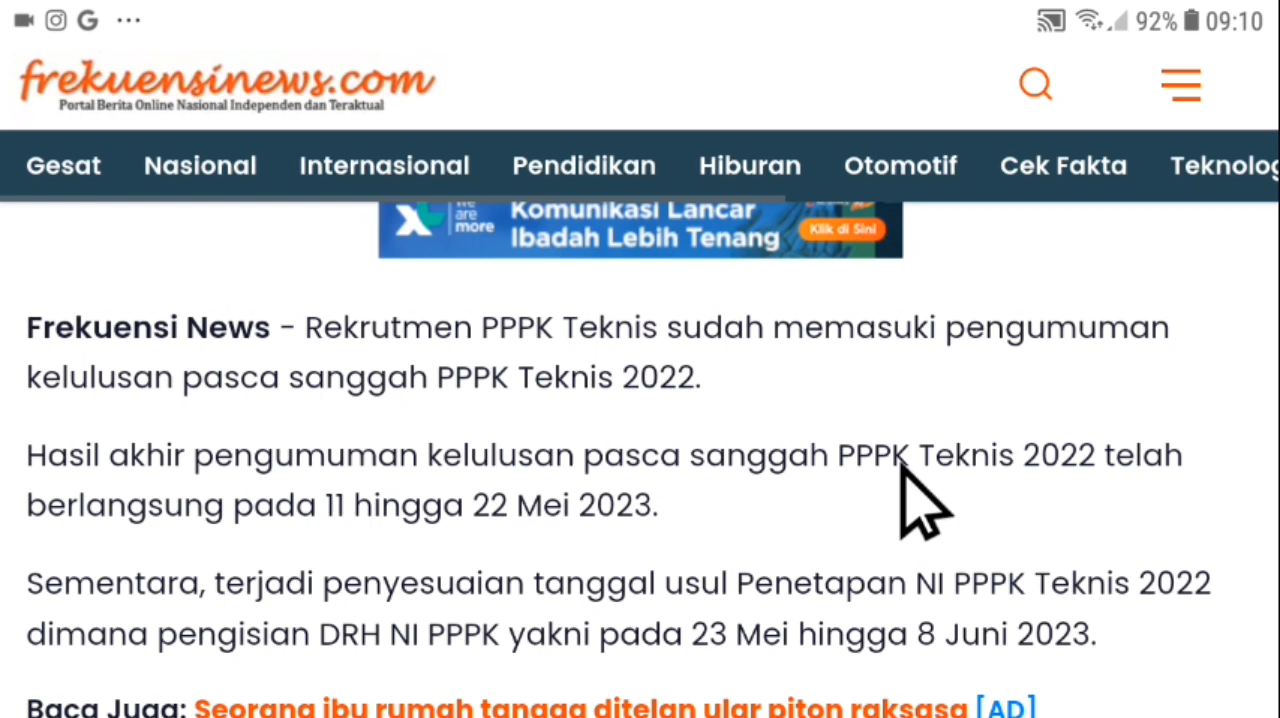 92% 09:10
frekuensinews.com
Portal Berita Online Nasional Independen dan Teraktual
Gesat Nasional Internasional Pendidikan Hiburan Otomotif Cek Fakta Teknolog
we are more
Komunikasi Lancar
Ibadah Lebih Tenang
Klik di Sini
Frekuensi News - Rekrutmen PPPK Teknis sudah memasuki pengumuman
kelulusan pasca sanggah PPPK Teknis 2022.
Hasil akhir pengumuman kelulusan pasca sanggah PPPK Teknis 2022 telah
berlangsung pada 11 hingga 22 Mei 2023.
Sementara, terjadi penyesuaian tanggal usul Penetapan NI PPPK Teknis 2022
dimana pengisian DRH NI PPPK yakni pada 23 Mei hingga 8 Juni 2023.
Baca Juga: Seorang ibu rumah tangga ditelan ular piton raksasa [AD]